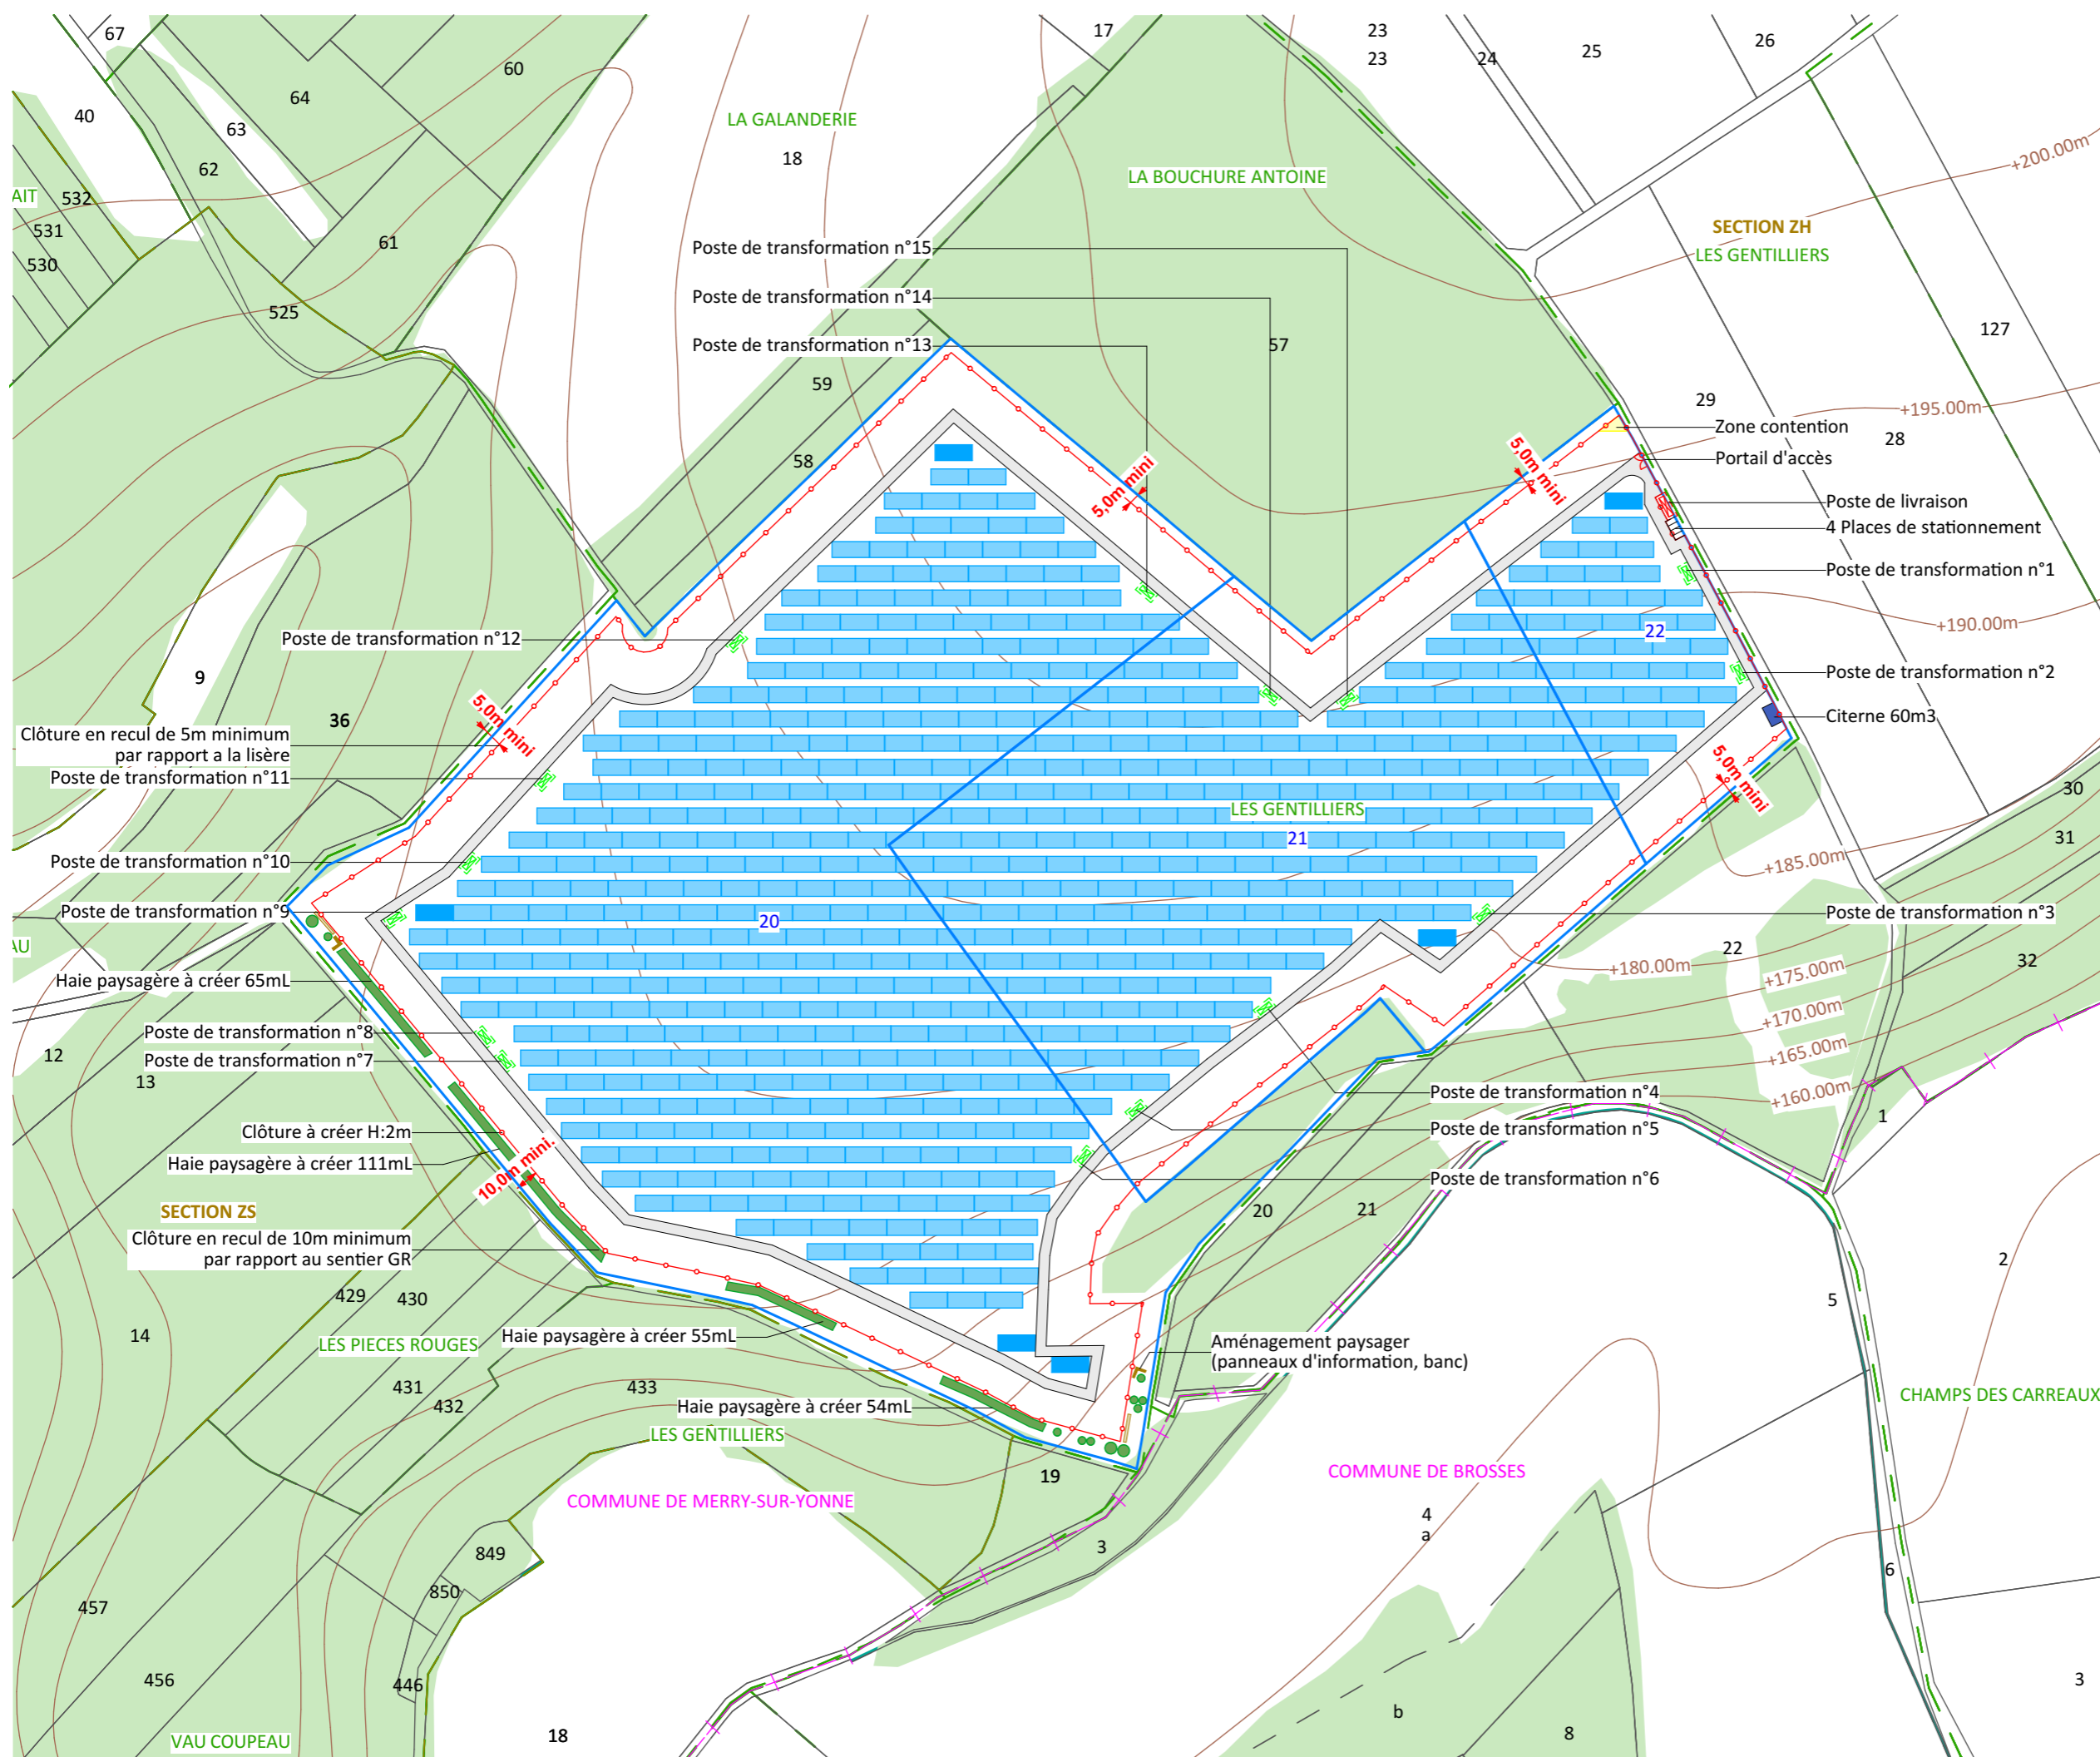 67
17
23
23
24
25
26
60
64
40
63
62
LA GALANDERIE
18
LA BOUCHURE ANTOINE
+200.00m
AIT
532
531
530
61
525
SECTION ZH
LES GENTILLIERS
Poste de transformation n°15
Poste de transformation n°14
Poste de transformation n°13
57
59
58
127
29
+195.00m
28
Zone contention
Portail d'accès
5,0m mini
5,0m mini
Poste de livraison
4 Places de stationnement
Poste de transformation n°1
+190.00m
22
Poste de transformation n°12
Poste de transformation n°2
9
36
5,0m mini
Clôture en recul de 5m minimum
par rapport a la lisère
Citerne 60m3
Poste de transformation n°11
5,0m mini
30
LES GENTILLIERS
21
31
+185.00m
Poste de transformation n°10
Poste de transformation n°9
20
Poste de transformation n°3
AU
22
32
+180.00m
+175.00m
Haie paysagère à créer 65mL
+170.00m
Poste de transformation n°8
12
Poste de transformation n°7
+165.00m
13
+160.00m
Poste de transformation n°4
1
Clôture à créer H:2m
Poste de transformation n°5
Haie paysagère à créer 111mL
10,0m mini.
Poste de transformation n°6
SECTION ZS
20
21
Clôture en recul de 10m minimum
par rapport au sentier GR
2
429
430
5
14
LES PIECES ROUGES
Haie paysagère à créer 55mL
Aménagement paysager
(panneaux d'information, banc)
431
433
432
Haie paysagère à créer 54mL
CHAMPS DES CARREAUX
LES GENTILLIERS
19
COMMUNE DE BROSSES
COMMUNE DE MERRY-SUR-YONNE
4
a
3
849
850
6
457
456
446
3
b
8
18
VAU COUPEAU